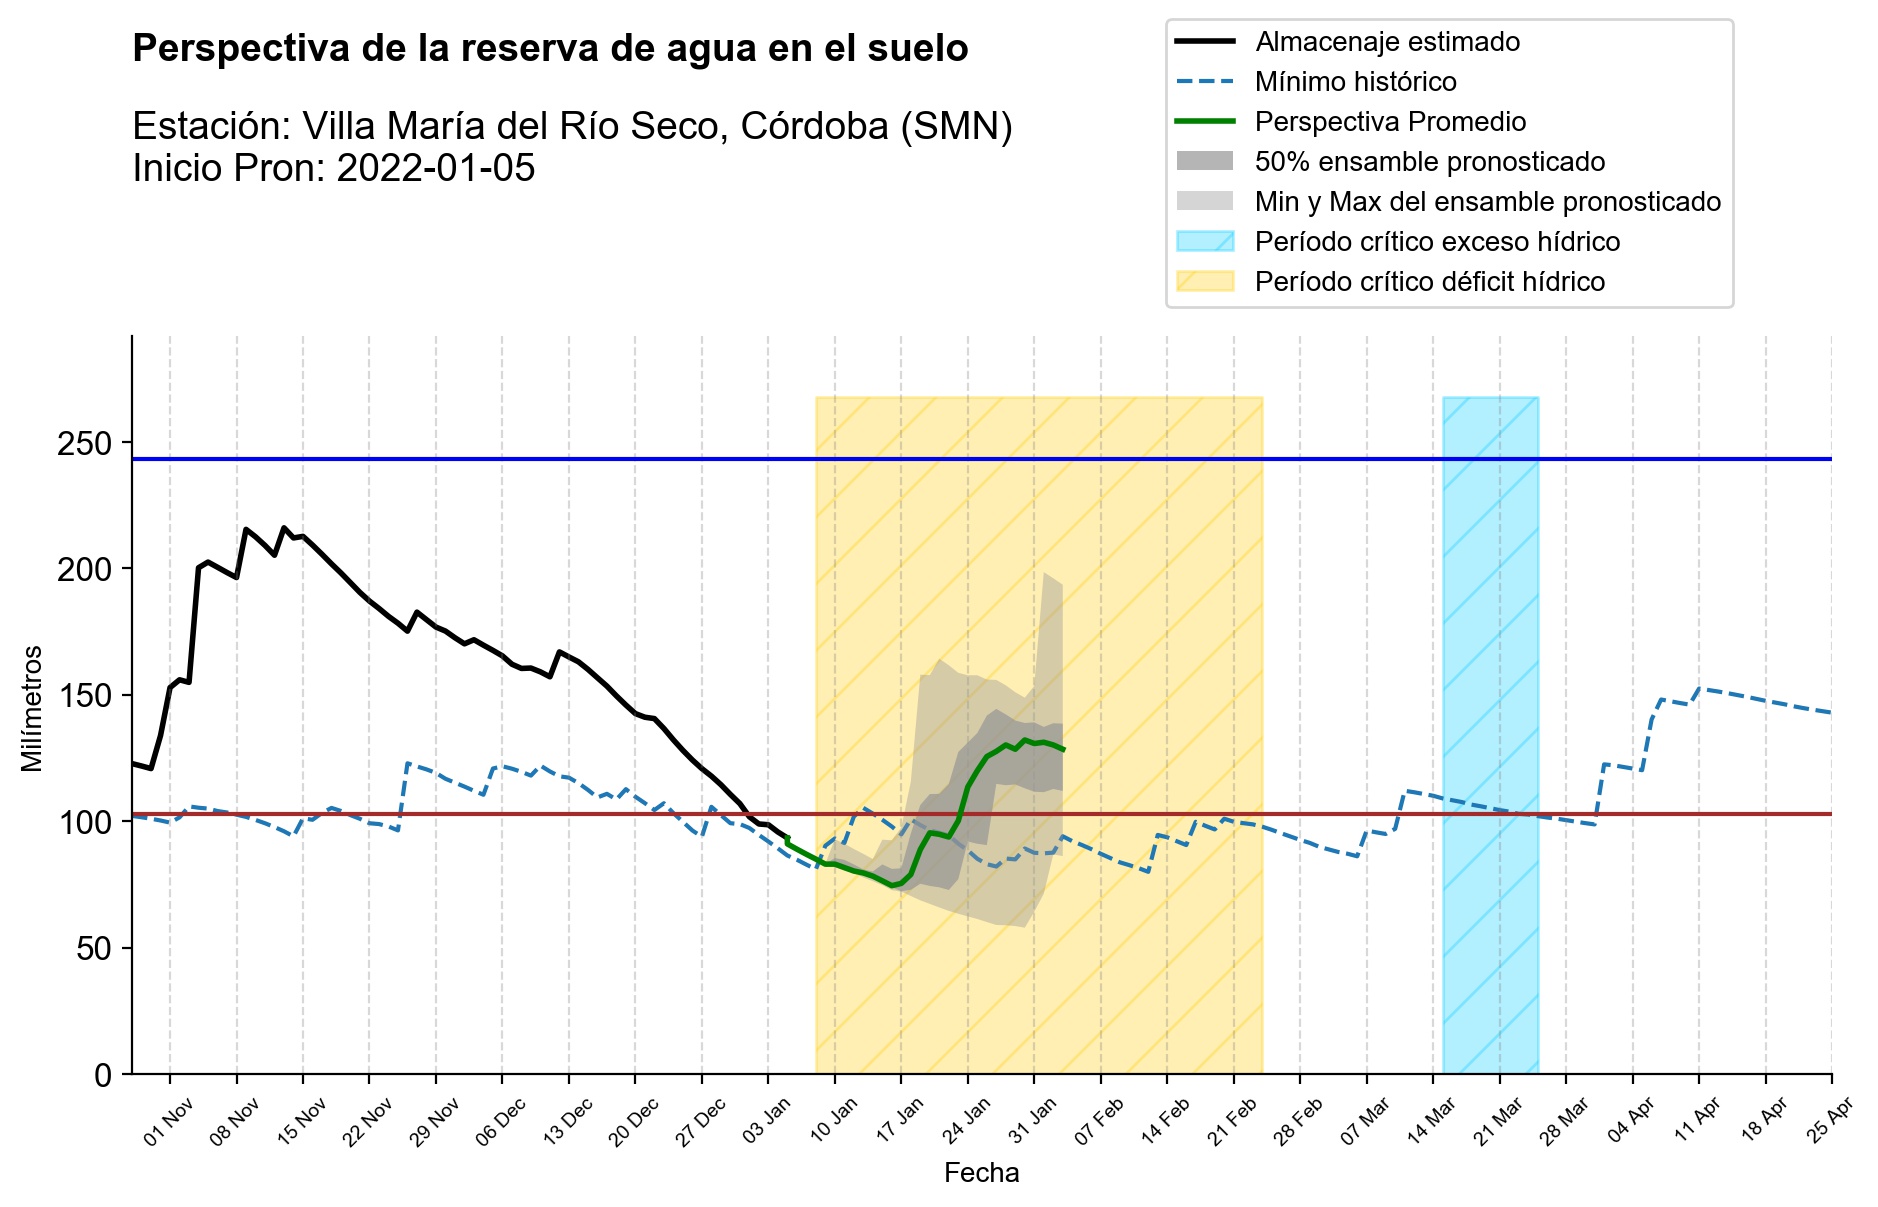 Perspectiva de la reserva de agua en el suelo
Estación: Villa María del Río Seco, Córdoba (SMN)
Inicio Pron: 2022-01-05
Almacenaje estimado
Mínimo histórico
Perspectiva Promedio
50% ensamble pronosticado
Min y Max del ensamble pronosticado
Período crítico exceso hídrico
Período crítico déficit hídrico
Milímetros
250
200
150
100
50
0
01 Nov
08 Nov
15 Nov
22 Nov
29 Nov
06 Dec
13 Dec
20 Dec
27 Dec
03 Jan
10 Jan
17 Jan
24 Jan
31 Jan
07 Feb
14 Feb
21 Feb
28 Feb
07 Mar
14 Mar
21 Mar
28 Mar
04 Apr
11 Apr
18 Apr
25 Apr
Fecha